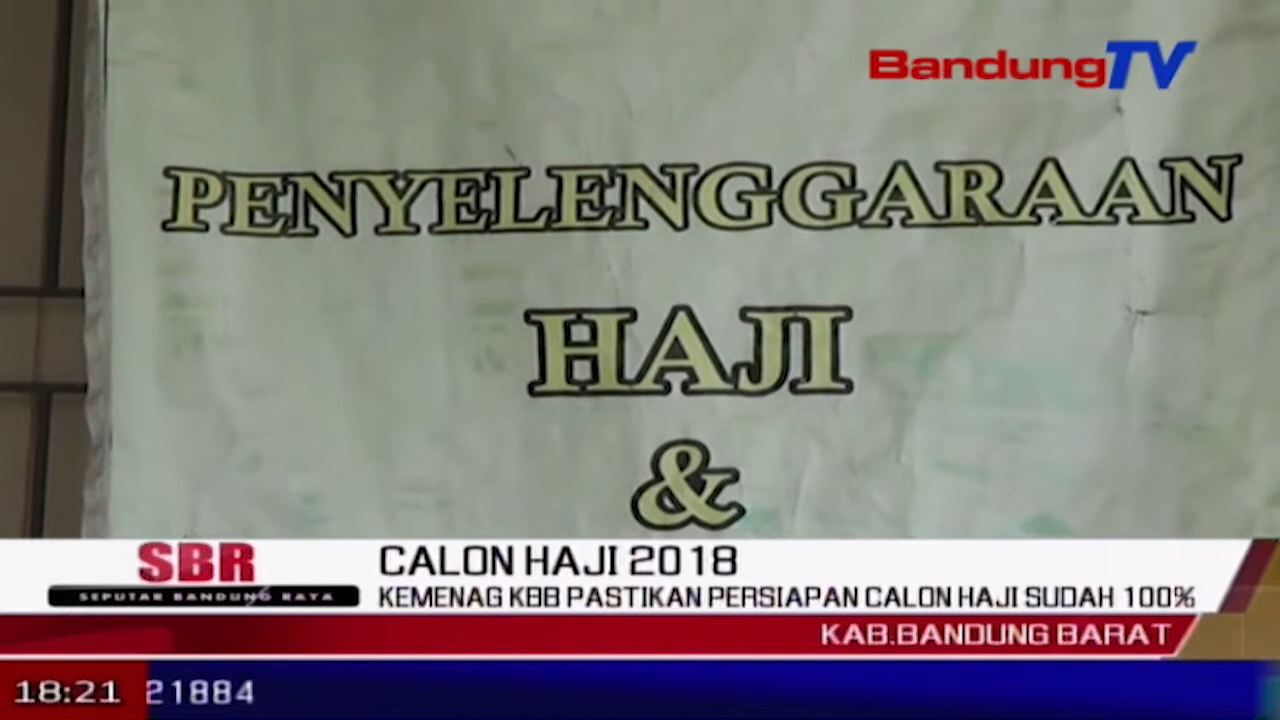 BandungTV
PENYELENGGARAAN
HAJI
&
SBR
SEPUTAR BANDUNG RAYA
CALON HAJI 2018
KEMENAG KBB PASTIKAN PERSIAPAN CALON HAJI SUDAH 100%
KAB.BANDUNG BARAT
18:21 21884